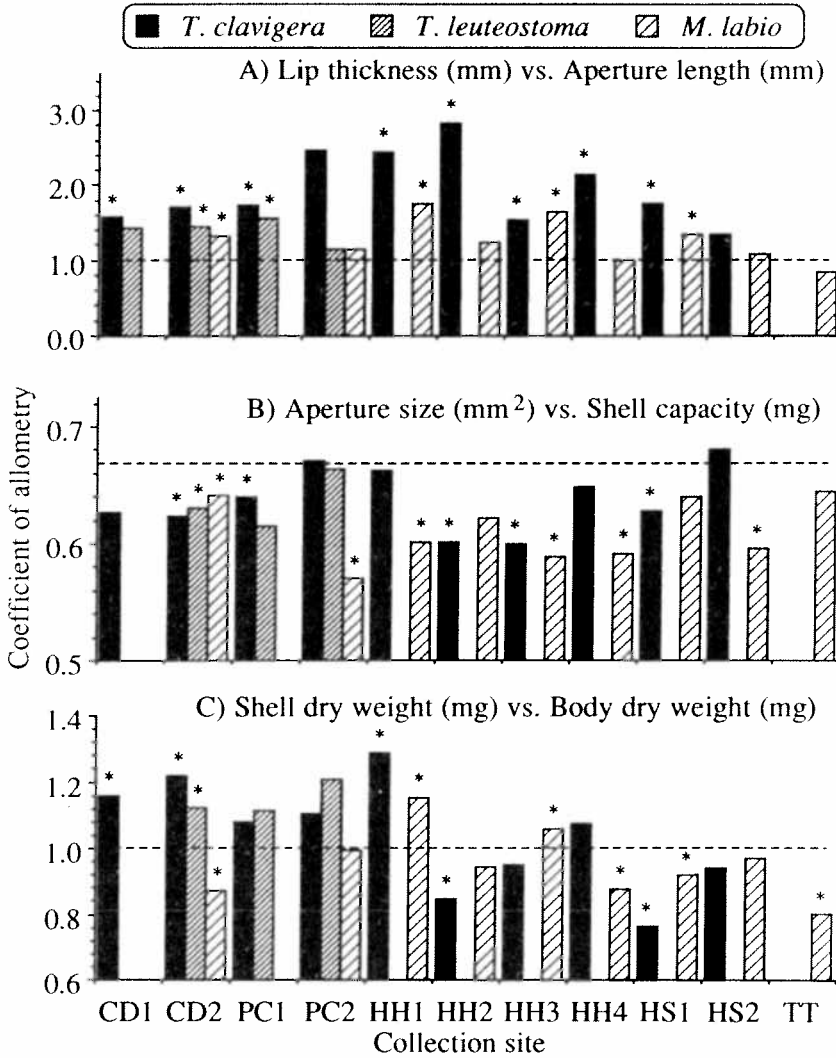 T. clavigera T. leuteostoma M. labio
A) Lip thickness (mm) vs. Aperture length (mm)
3.0
* * * * * * * * * * * * *
2.0
1.0
0.0
B) Aperture size (mm²) vs. Shell capacity (mg)
0.7
* * * * * * * * * * * *
0.6
0.5
Coefficient of allometry
C) Shell dry weight (mg) vs. Body dry weight (mg)
1.4
* * * * * * * * * * * *
1.2
1.0
0.8
0.6
CD1 CD2 PC1 PC2 HH1 HH2 HH3 HH4 HS1 HS2 TT
Collection site